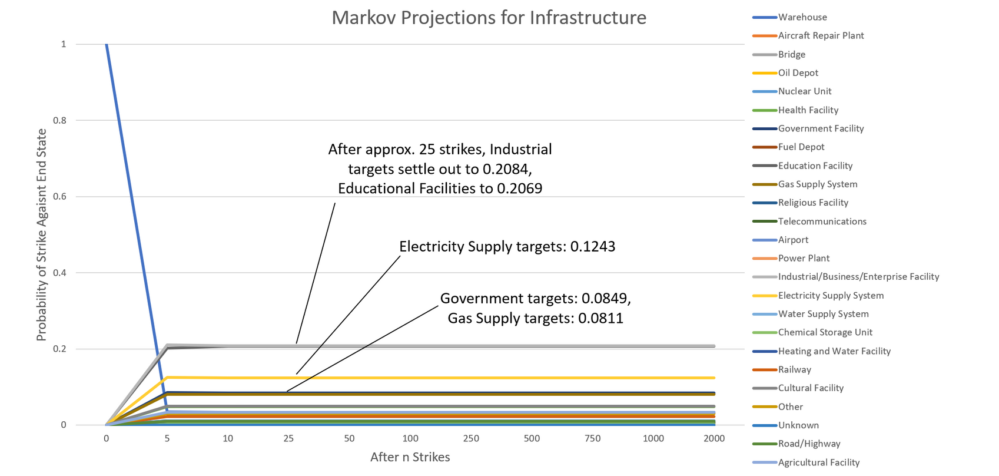 Markov Projections for Infrastructure
Probability of Strike Agaisnt End State
1
0.8
0.6
0.4
0.2
0
After approx. 25 strikes, Industrial
targets settle out to 0.2084,
Educational Facilities to 0.2069
Electricity Supply targets: 0.1243
Government targets: 0.0849,
Gas Supply targets: 0.0811
0 5 10 25 50 100 250 500 750 1000 2000
After n Strikes
Warehouse
Aircraft Repair Plant
Bridge
Oil Depot
Nuclear Unit
Health Facility
Government Facility
Fuel Depot
Education Facility
Gas Supply System
Religious Facility
Telecommunications
Airport
Power Plant
Industrial/Business/Enterprise Facility
Electricity Supply System
Water Supply System
Chemical Storage Unit
Heating and Water Facility
Railway
Cultural Facility
Other
Unknown
Road/Highway
Agricultural Facility